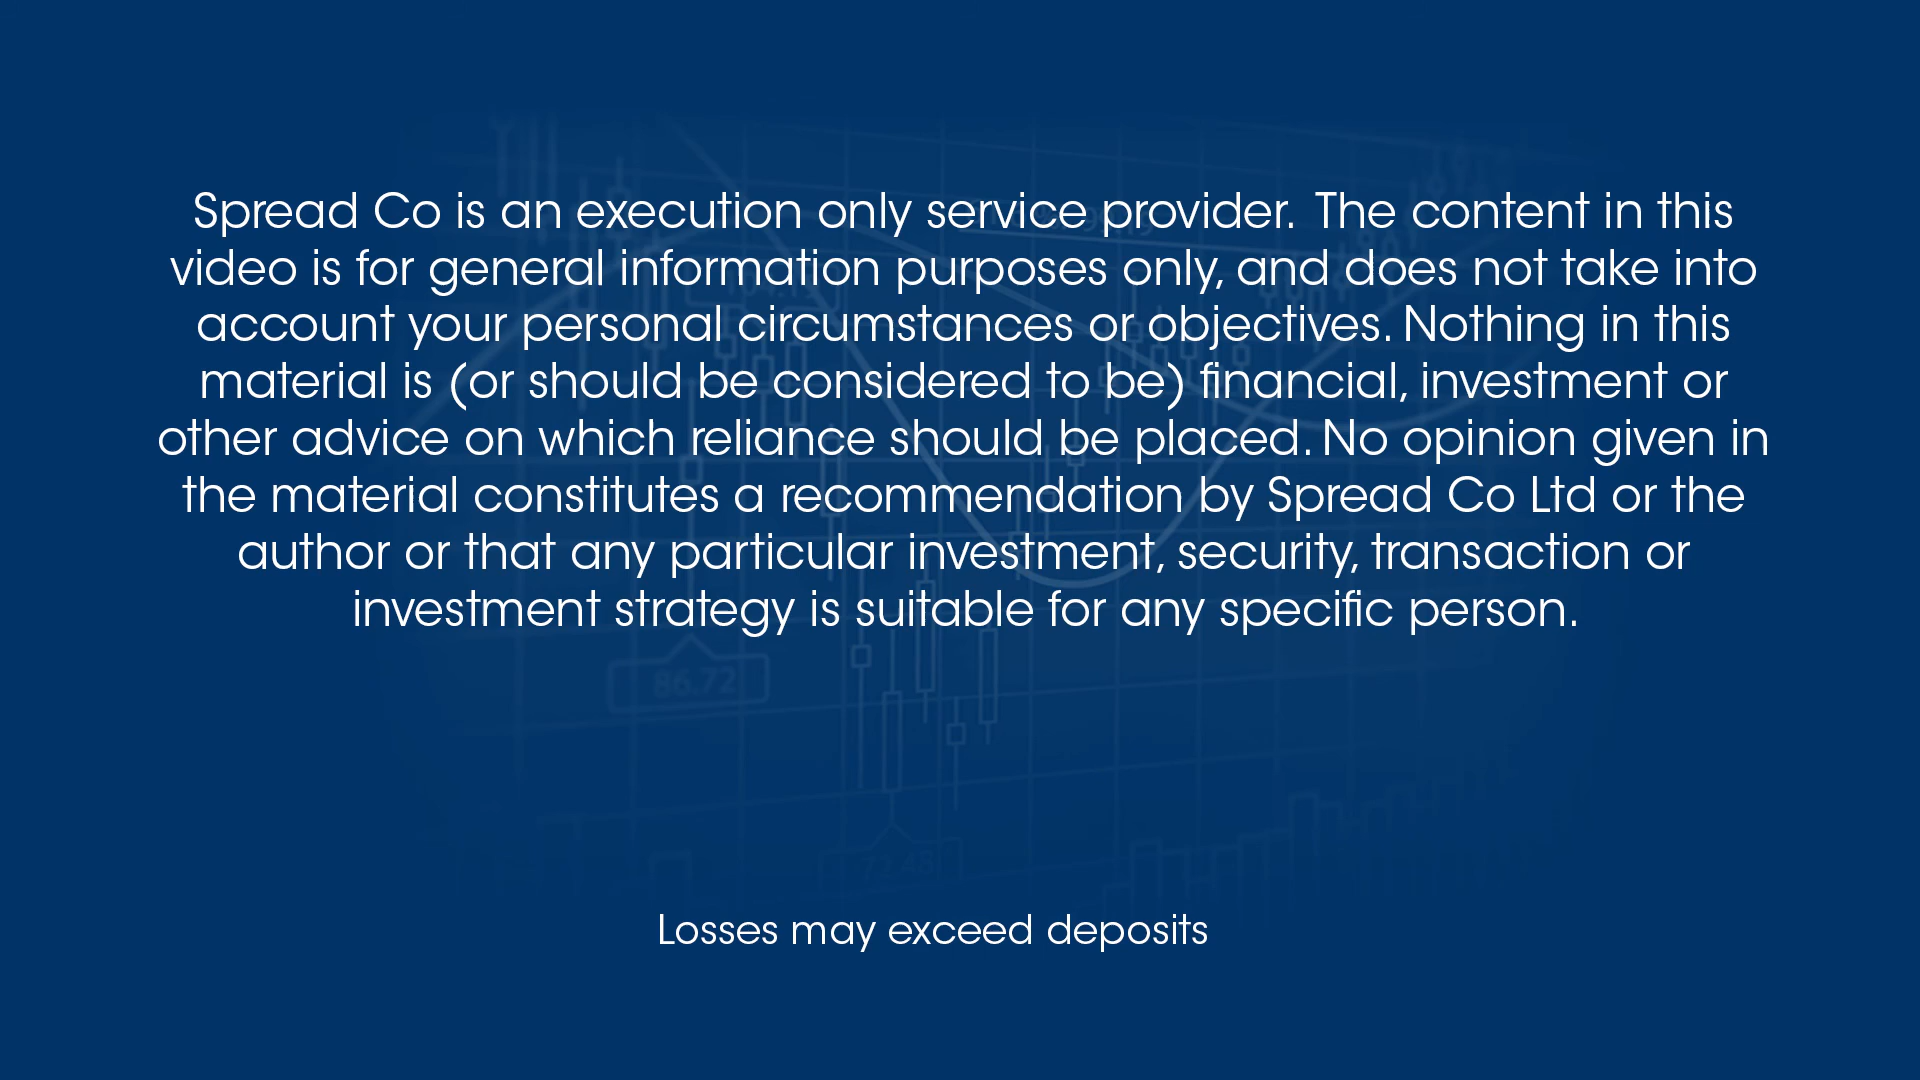 Spread Co is an execution only service provider. The content in this
video is for general information purposes only, and does not take into
account your personal circumstances or objectives. Nothing in this
material is (or should be considered to be) financial, investment or
other advice on which reliance should be placed. No opinion given in
the material constitutes a recommendation by Spread Co Ltd or the
author or that any particular investment, security, transaction or
investment strategy is suitable for any specific person.
86.72
72.48
Losses may exceed deposits